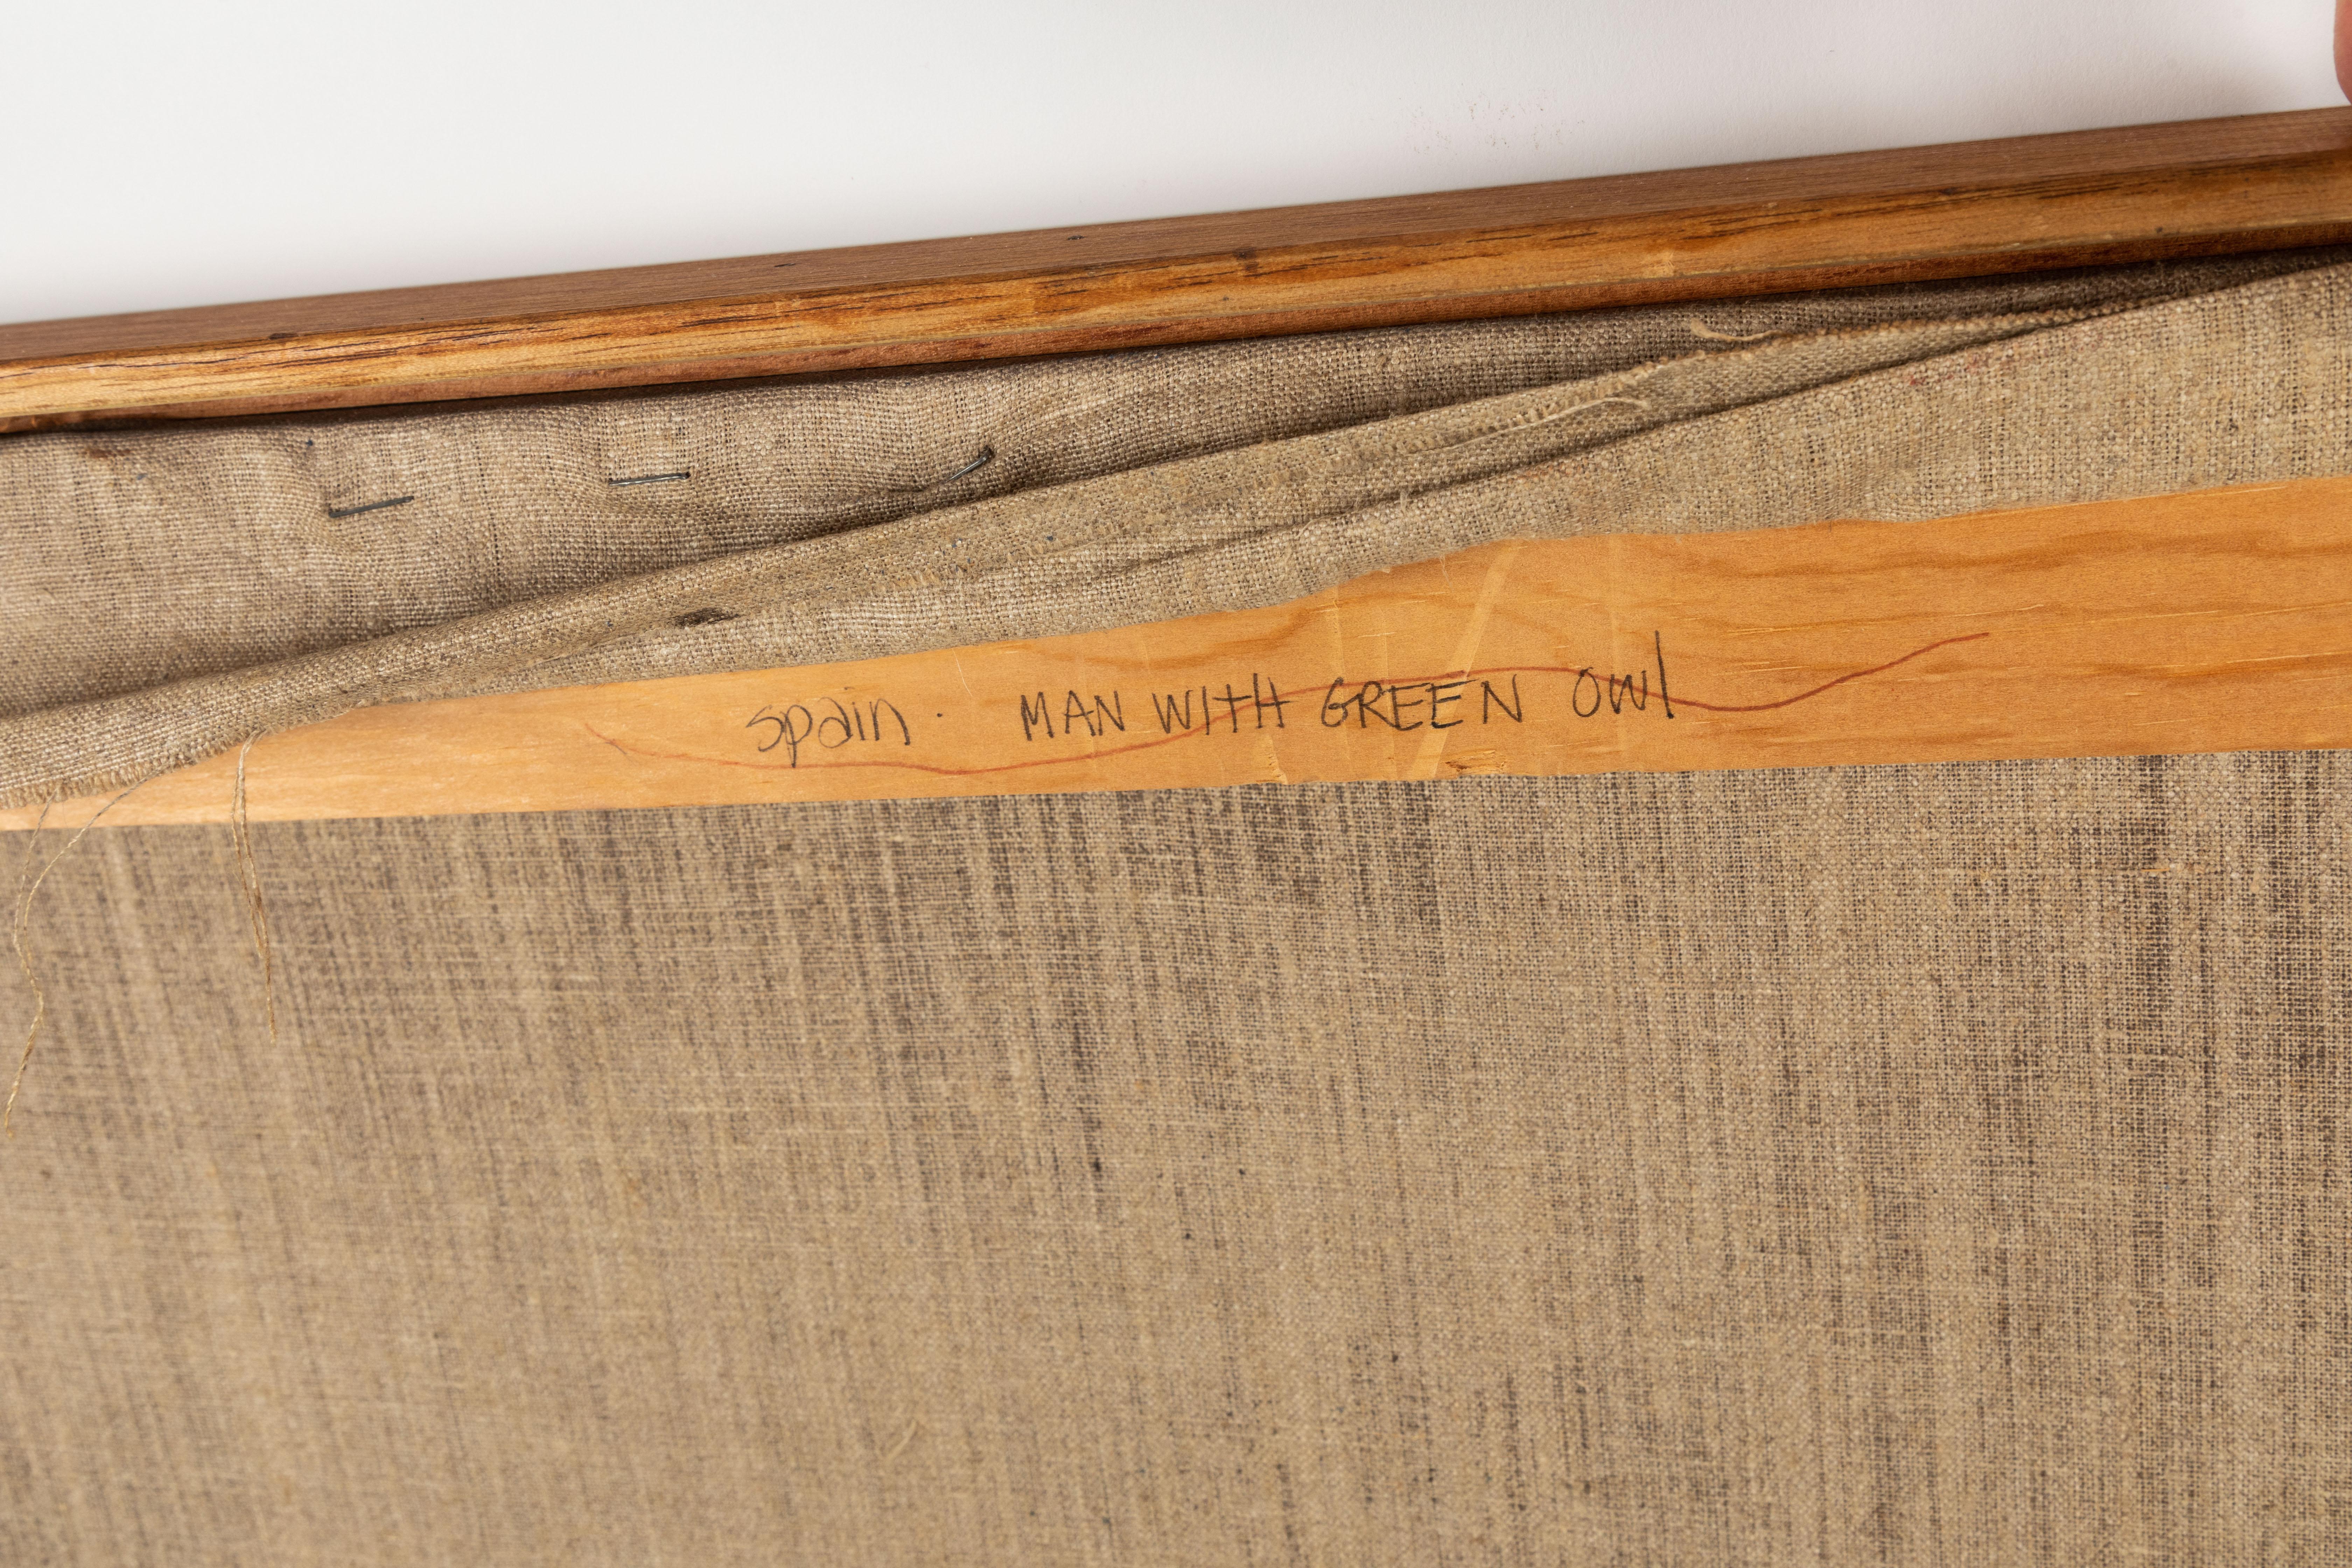 spain . MAN WITH GREEN OWl